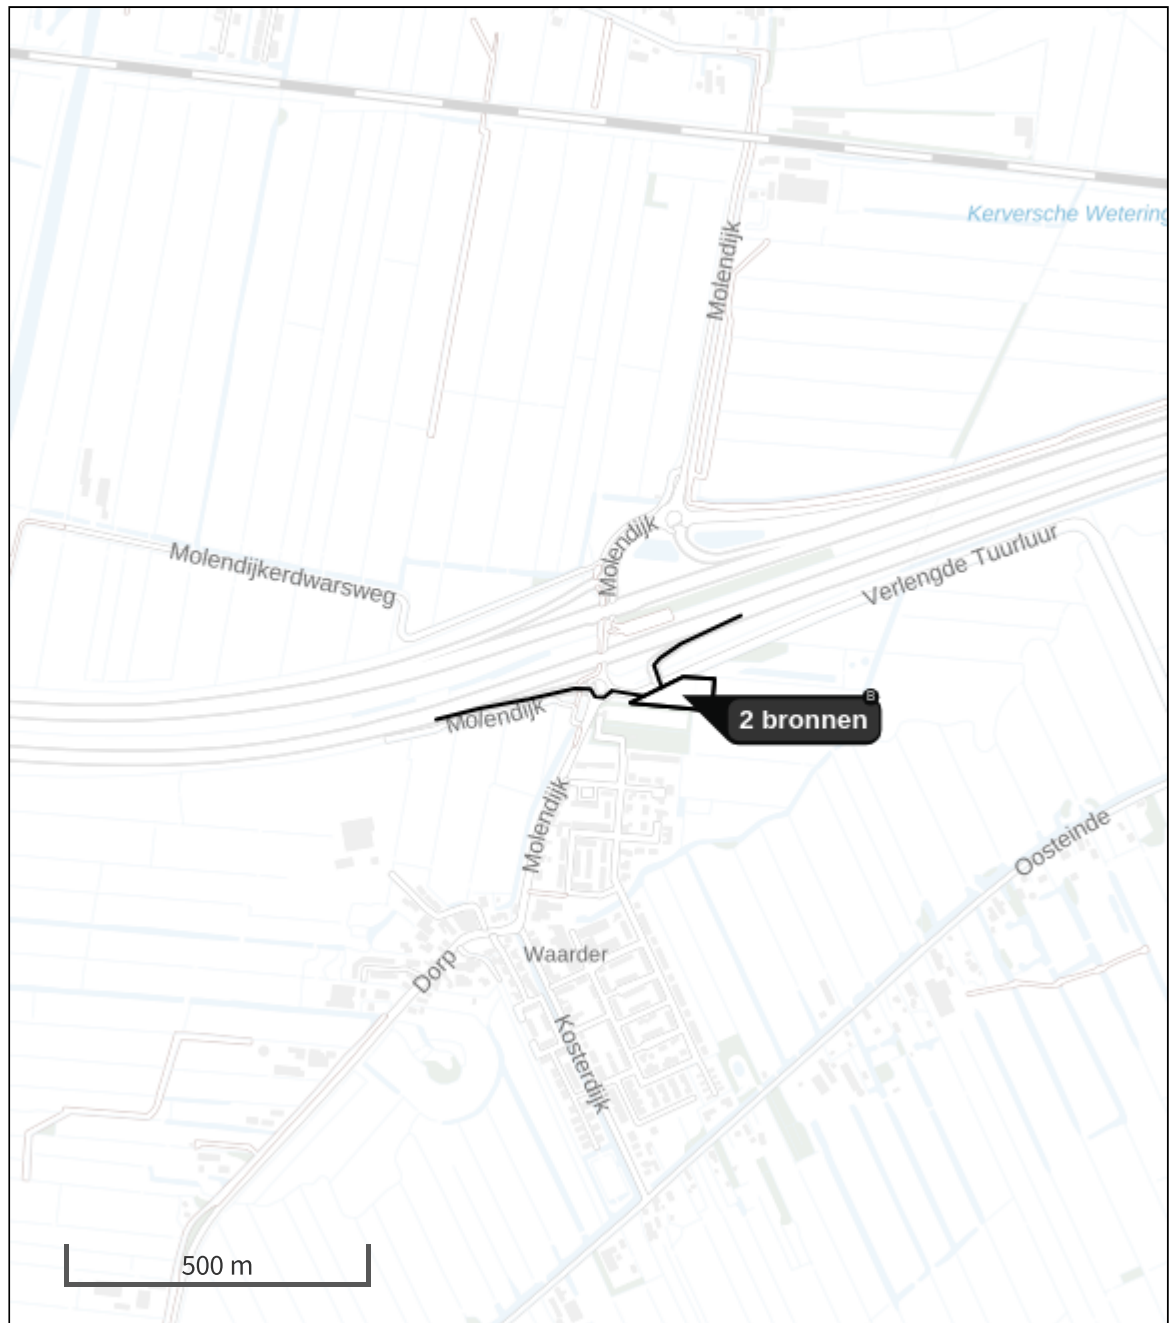 Kerversche Wetering
Molendijk
Molendijk
Molendijkerdwarsweg
Verlengde Tuurluur
B
2 bronnen
Molendijk
Molendijk
Oosteinde
Waarder
Dorp
Kosterdijk
500 m